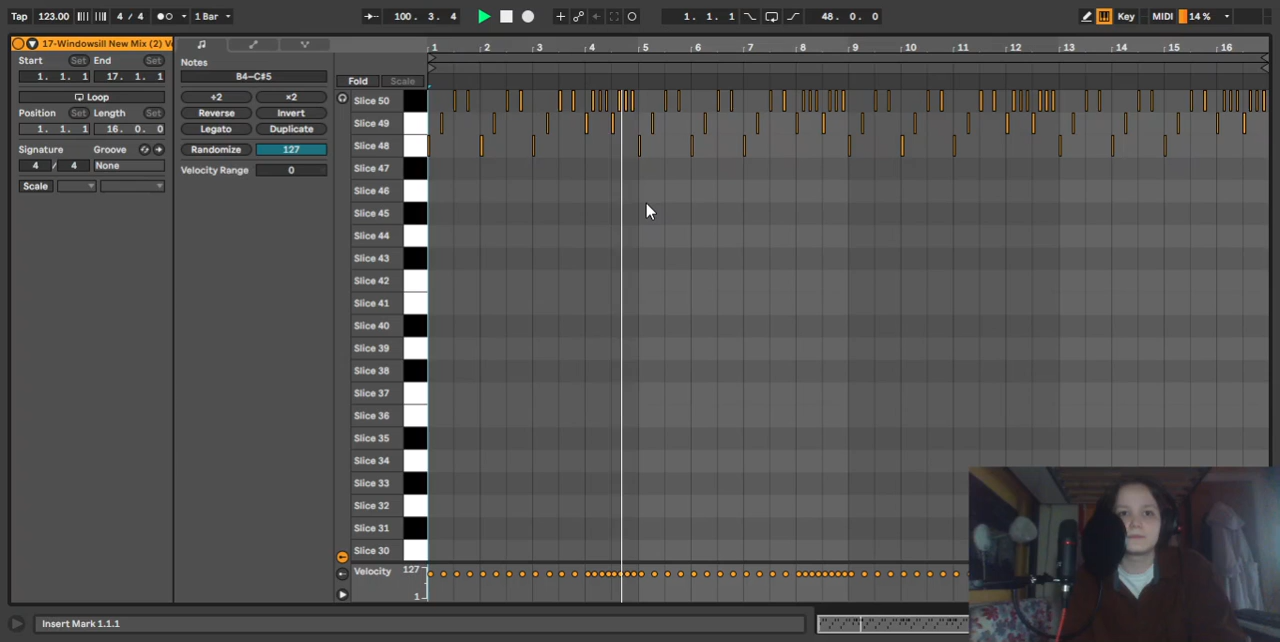 Tap 123.00 4 / 4 1 Bar 100. 3. 4 1. 1. 1 48. 0. 0 Key MIDI 14 %
17-Windowsill New Mix (2) V
Start Set End Set
1. 1. 1 17. 1. 1
Loop
Position Set Length Set
1. 1. 1 16. 0. 0
Signature Groove
4 / 4 None
Scale
Notes
B4–C#5
÷2 ×2
Reverse Invert
Legato Duplicate
Randomize 127
Velocity Range 0
Fold Scale
1 2 3 4 5 6 7 8 9 10 11 12 13 14 15 16
Slice 50
Slice 49
Slice 48
Slice 47
Slice 46
Slice 45
Slice 44
Slice 43
Slice 42
Slice 41
Slice 40
Slice 39
Slice 38
Slice 37
Slice 36
Slice 35
Slice 34
Slice 33
Slice 32
Slice 31
Slice 30
Velocity 127
1
Insert Mark 1.1.1